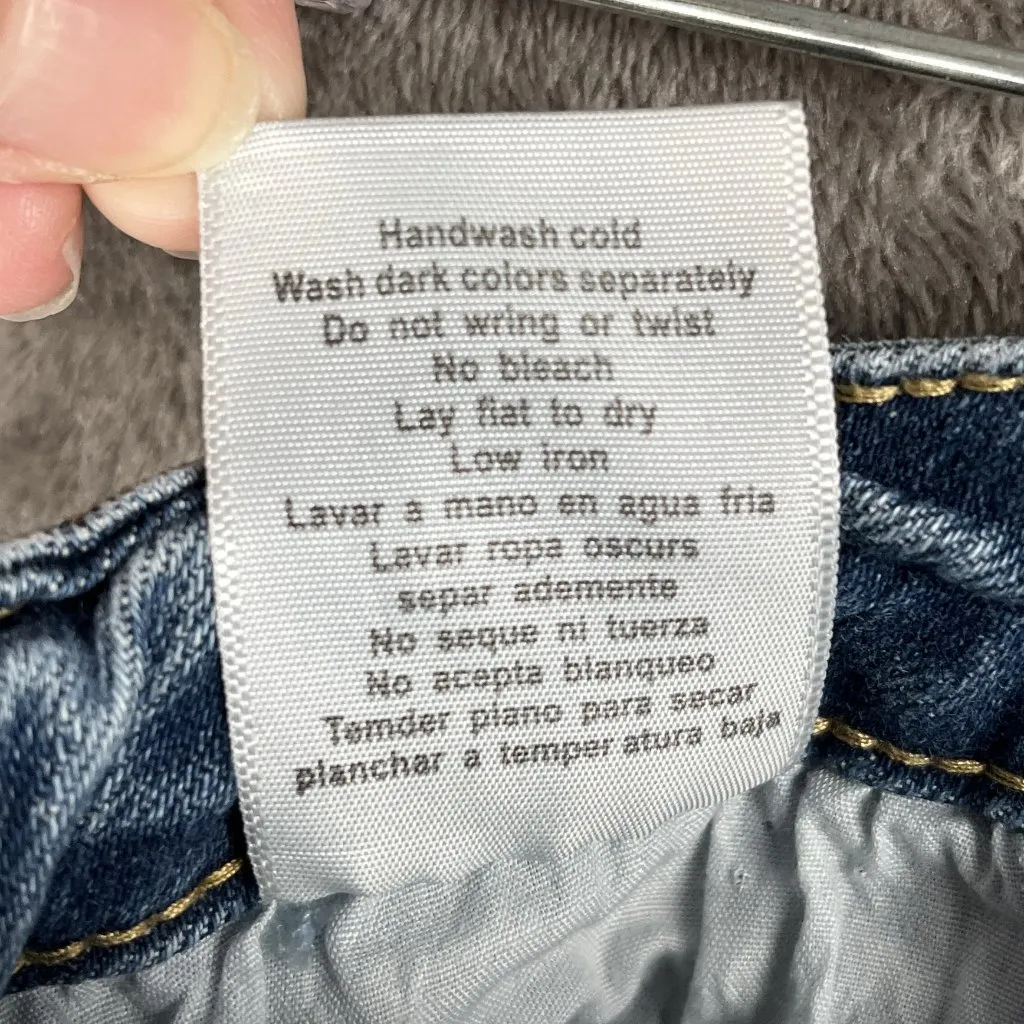 Handwash cold
Wash dark colors separately
Do not wring or twist
No bleach
Lay flat to dry
Low iron
Lavar a mano en agua fria
Lavar ropa oscurs
separ ademente
No seque ni tuerza
No acepta blanqueo
Temder plano para secar
planchar a temper atura baja